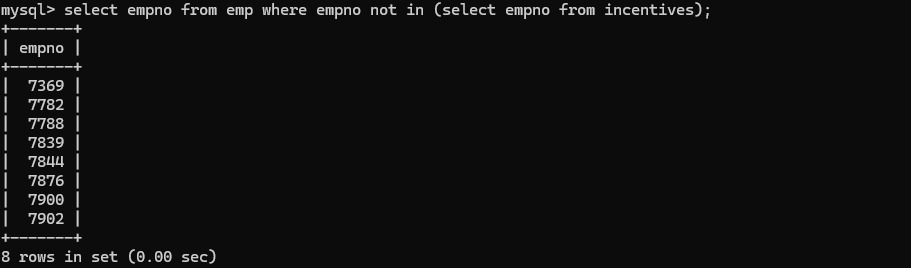 mysql> select empno from emp where empno not in (select empno from incentives);
+-------+
| empno |
+-------+
|  7369 |
|  7782 |
|  7788 |
|  7839 |
|  7844 |
|  7876 |
|  7900 |
|  7902 |
+-------+
8 rows in set (0.00 sec)